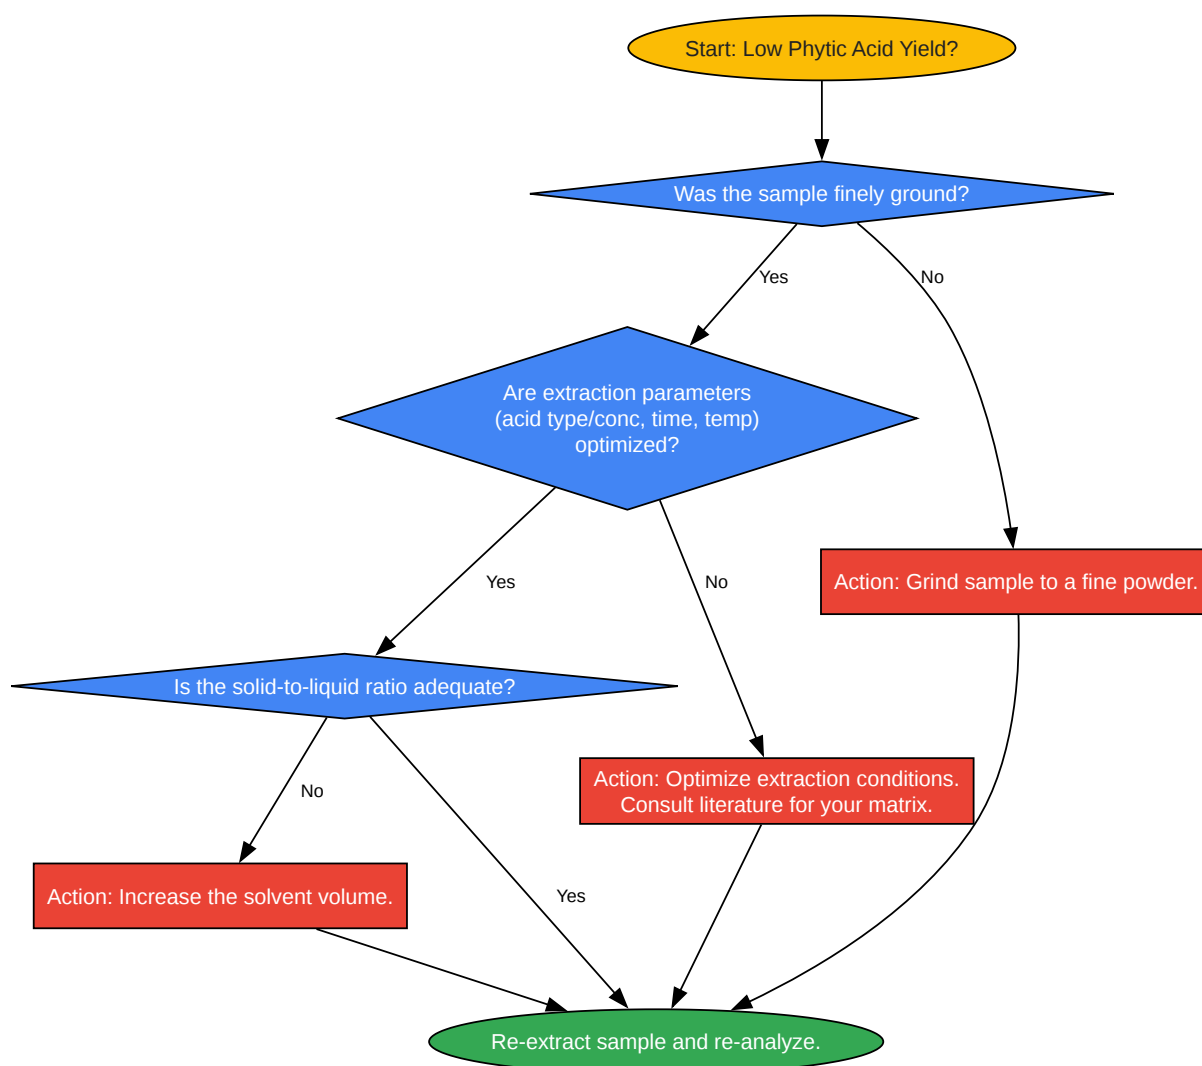 Start: Low Phytic Acid Yield?
Was the sample finely ground?
Yes
No
Are extraction parameters
(acid type/conc, time, temp)
optimized?
Yes
No
Action: Grind sample to a fine powder.
Is the solid-to-liquid ratio adequate?
Action: Optimize extraction conditions.
Consult literature for your matrix.
No
Yes
Action: Increase the solvent volume.
Re-extract sample and re-analyze.